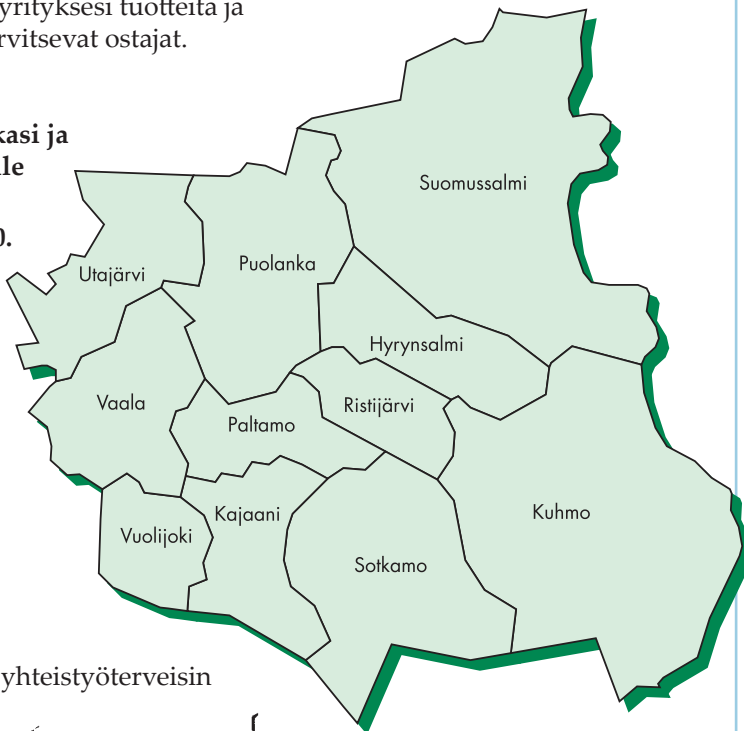 yrityksesi tuotteita ja
rvitsevat ostajat.
kasi ja
le
0.
Suomussalmi
Puolanka
Utajärvi
Hyrynsalmi
Vaala
Ristijärvi
Paltamo
Kajaani
Kuhmo
Vuolijoki
Sotkamo
yhteistyöterveisin